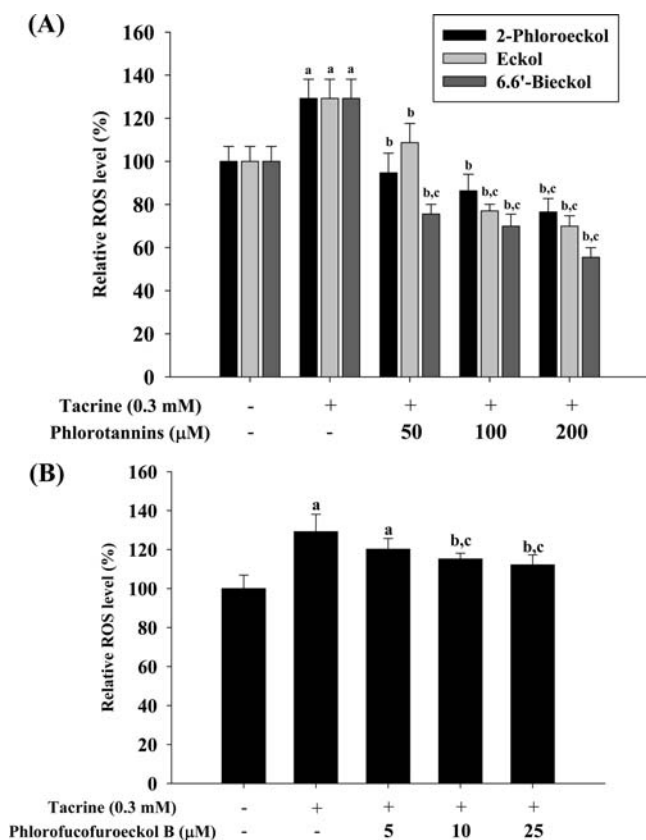 (A)
2-Phloroeckol
Eckol
6.6'-Bieckol
Relative ROS level (%)
160
140
120
100
80
60
40
20
0
a a a
b b b,c
b b,c b,c
b,c b,c b,c
Tacrine (0.3 mM) - + + + +
Phlorotannins (μM) - - 50 100 200
(B)
Relative ROS level (%)
160
140
120
100
80
60
40
20
0
a a b,c b,c
Tacrine (0.3 mM) - + + + +
Phlorofucofuroeckol B (μM) - - 5 10 25